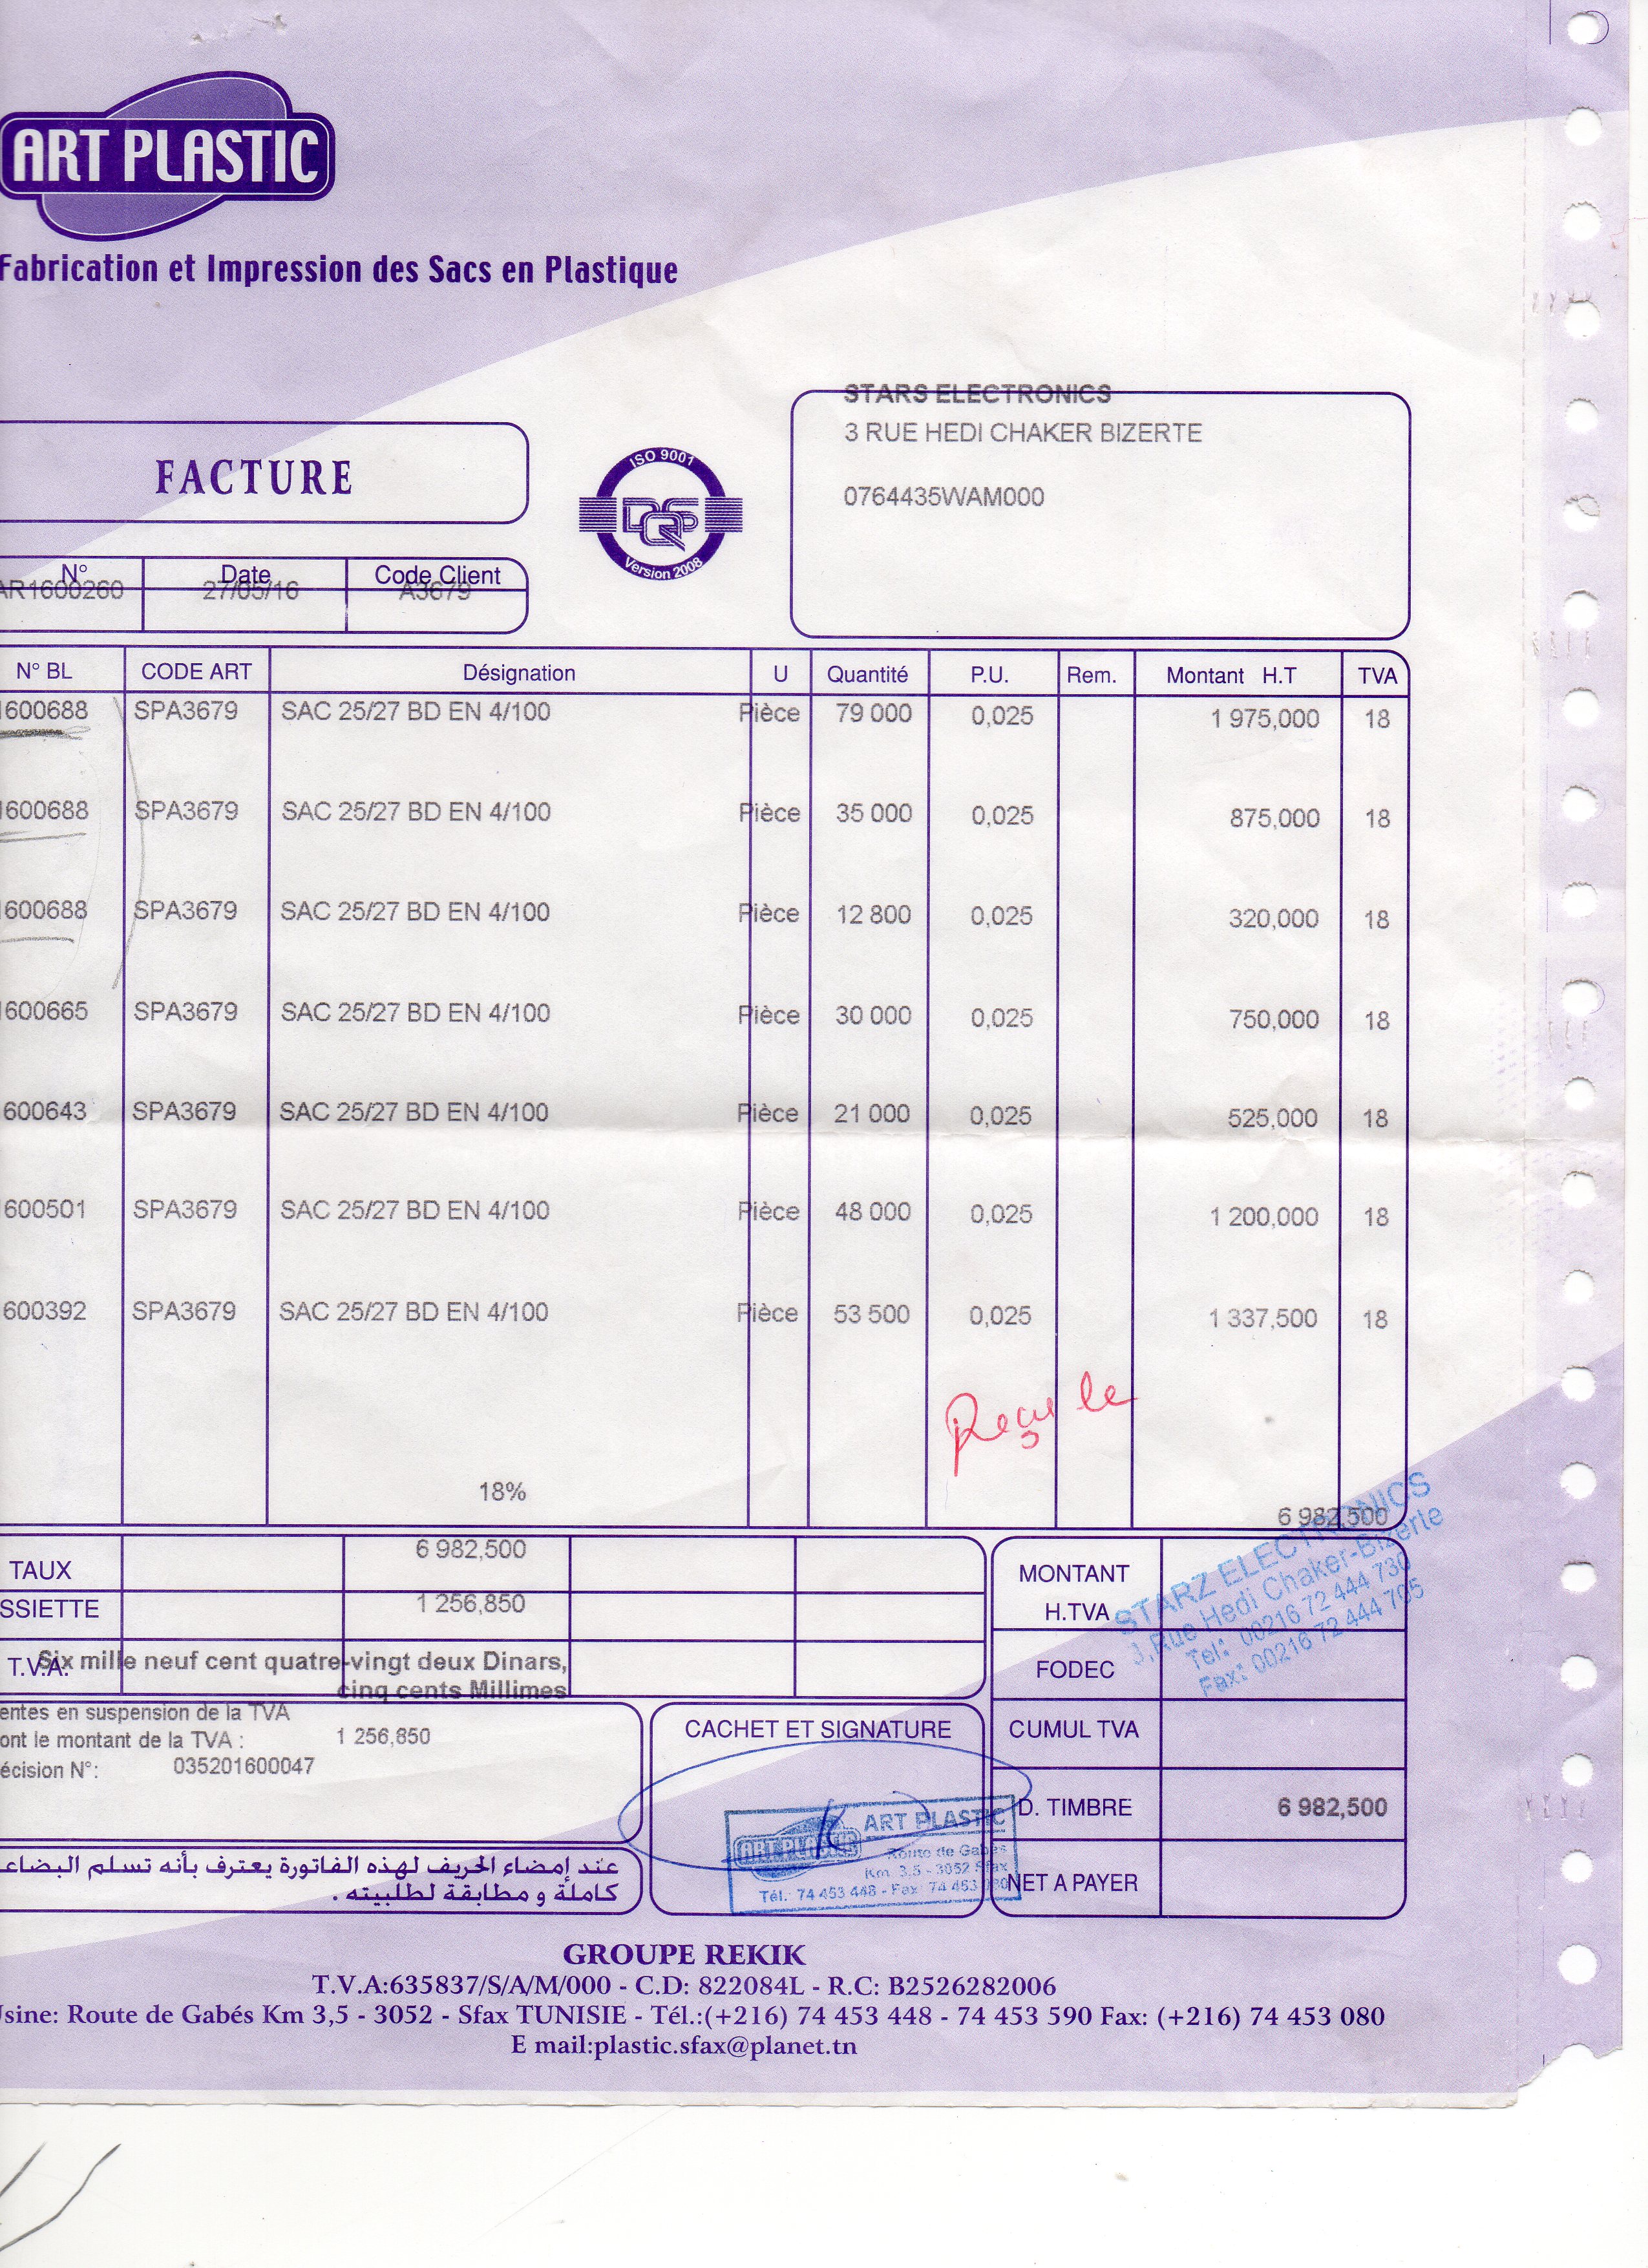 ART PLASTIC
Fabrication et Impression des Sacs en Plastique
STARS ELECTRONICS
3 RUE HEDI CHAKER BIZERTE
0764435WAM000
FACTURE
ISO 9001
DQS
Version 2008
N° Date Code Client
AR1600260 27/05/16 A3679
N° BL CODE ART Désignation U Quantité P.U. Rem. Montant H.T TVA
1600688 SPA3679 SAC 25/27 BD EN 4/100 Pièce 79 000 0,025 1 975,000 18
1600688 SPA3679 SAC 25/27 BD EN 4/100 Pièce 35 000 0,025 875,000 18
1600688 SPA3679 SAC 25/27 BD EN 4/100 Pièce 12 800 0,025 320,000 18
1600665 SPA3679 SAC 25/27 BD EN 4/100 Pièce 30 000 0,025 750,000 18
600643 SPA3679 SAC 25/27 BD EN 4/100 Pièce 21 000 0,025 525,000 18
600501 SPA3679 SAC 25/27 BD EN 4/100 Pièce 48 000 0,025 1 200,000 18
600392 SPA3679 SAC 25/27 BD EN 4/100 Pièce 53 500 0,025 1 337,500 18
Reçu le
18%
6 982,500
TAUX 6 982,500
SSIETTE 1 256,850
T.V.A. Six mille neuf cent quatre-vingt deux Dinars,
cinq cents Millimes
MONTANT
H.TVA
STARZ ELECTRONICS
3, Rue Hedi Chaker-Bizerte
Tel: 00216 72 444 730
Fax: 00216 72 444 705
FODEC
entes en suspension de la TVA
ont le montant de la TVA : 1 256,850
écision N°: 035201600047
CACHET ET SIGNATURE
CUMUL TVA
D. TIMBRE 6 982,500
NET A PAYER
ART PLASTIC
ART PLASTIC
Route de Gabès
Km 3,5 - 3052 Sfax
Tél.: 74 453 448 - Fax: 74 453 080
عند إمضاء الحريف لهذه الفاتورة يعترف بأنه تسلم البضاع
كاملة و مطابقة لطلبيته .
GROUPE REKIK
T.V.A:635837/S/A/M/000 - C.D: 822084L - R.C: B2526282006
Usine: Route de Gabés Km 3,5 - 3052 - Sfax TUNISIE - Tél.:(+216) 74 453 448 - 74 453 590 Fax: (+216) 74 453 080
E mail:plastic.sfax@planet.tn